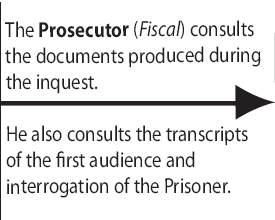 The Prosecutor (Fiscal) consults
the documents produced during
the inquest.
He also consults the transcripts
of the first audience and
interrogation of the Prisoner.